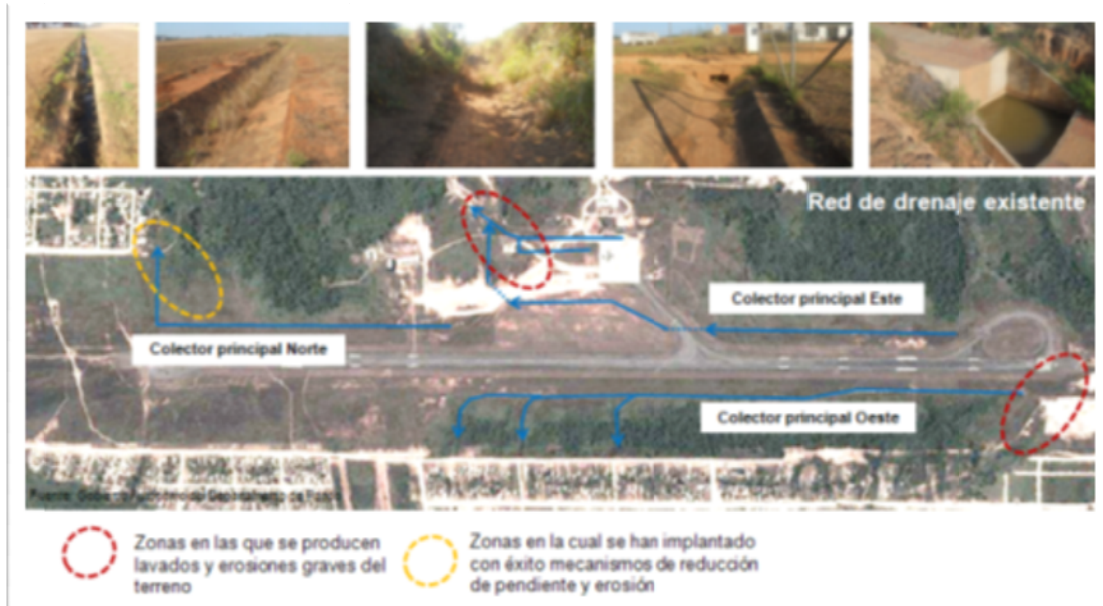 Red de drenaje existente
Colector principal Este
Colector principal Norte
Colector principal Oeste
Fuente: Gobierno
Zonas en las que se producen
lavados y erosiones graves del
terreno
Zonas en la cual se han implantado
con éxito mecanismos de reducción
de pendiente y erosión